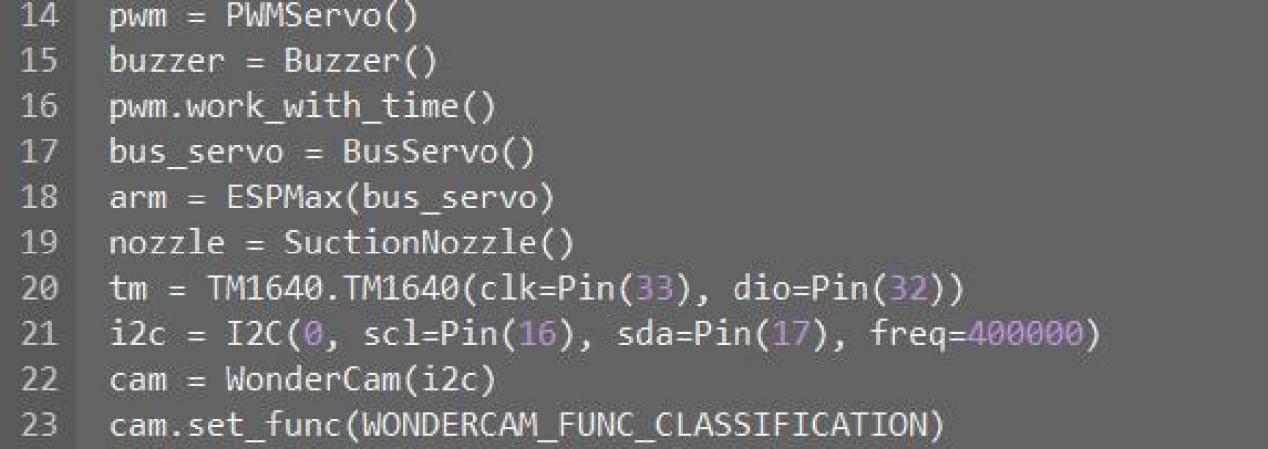 14 pwm = PWMServo()
15 buzzer = Buzzer()
16 pwm.work_with_time()
17 bus_servo = BusServo()
18 arm = ESPMax(bus_servo)
19 nozzle = SuctionNozzle()
20 tm = TM1640.TM1640(clk=Pin(33), dio=Pin(32))
21 i2c = I2C(0, scl=Pin(16), sda=Pin(17), freq=400000)
22 cam = WonderCam(i2c)
23 cam.set_func(WONDERCAM_FUNC_CLASSIFICATION)